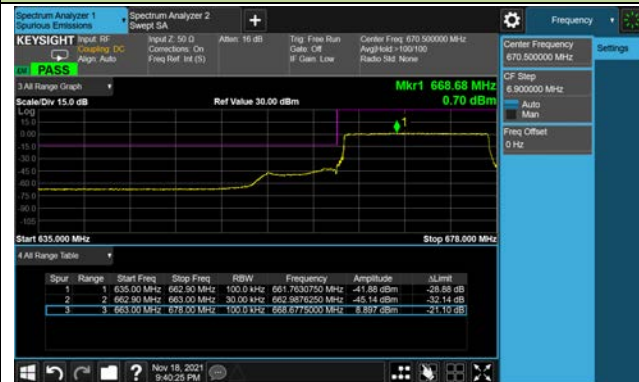 Spectrum Analyzer 1
Spurious Emissions
Spectrum Analyzer 2
Swept SA
+
Frequency
KEYSIGHT
Input: RF
Coupling: DC
Align: Auto
Input Z: 50 Ω
Corrections: On
Freq Ref: Int (S)
Atten: 16 dB
Trig: Free Run
Gate: Off
IF Gain: Low
Center Freq: 670.500000 MHz
Avg|Hold:>100/100
Radio Std: None
PASS
Center Frequency
670.500000 MHz
Settings
CF Step
6.900000 MHz
Auto
Man
Freq Offset
0 Hz
3 All Range Graph
Mkr1 668.68 MHz
Scale/Div 15.0 dB
Ref Value 30.00 dBm
0.70 dBm
Log
15.0
0.00
-15.0
-30.0
-45.0
-60.0
-75.0
-90.0
-105
1
Start 635.000 MHz
Stop 678.000 MHz
4 All Range Table
Spur Range Start Freq Stop Freq RBW Frequency Amplitude ΔLimit
1 1 635.00 MHz 662.90 MHz 100.0 kHz 661.7630750 MHz -41.88 dBm -28.88 dB
2 2 662.90 MHz 663.00 MHz 30.00 kHz 662.9876250 MHz -45.14 dBm -32.14 dB
3 3 663.00 MHz 678.00 MHz 100.0 kHz 668.6775000 MHz 8.897 dBm -21.10 dB
?
Nov 18, 2021
9:40:25 PM